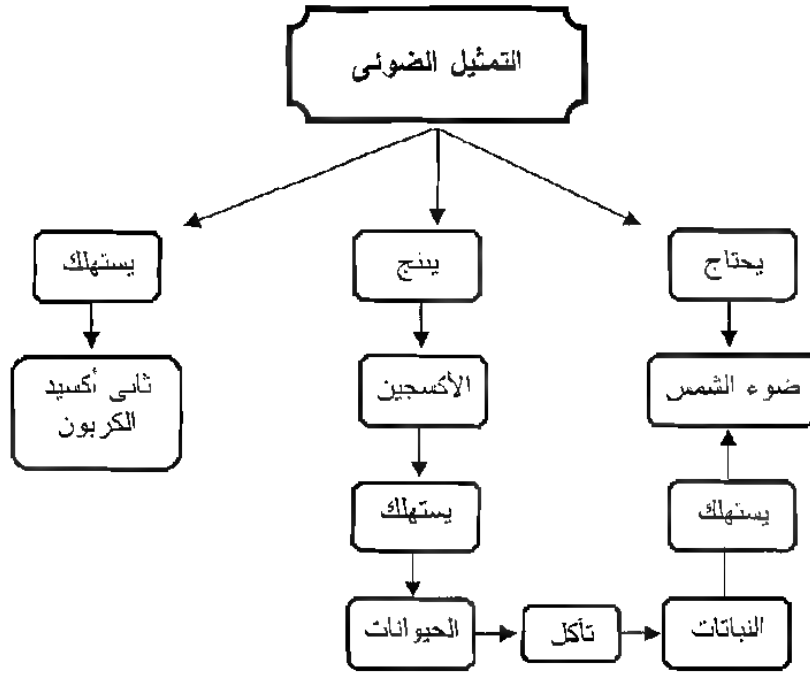 التمثيل الضوئى
يحتاج
ينتج
يستهلك
ضوء الشمس
الأكسجين
ثانى أكسيد
الكربون
يستهلك
يستهلك
النباتات
تأكل
الحيوانات